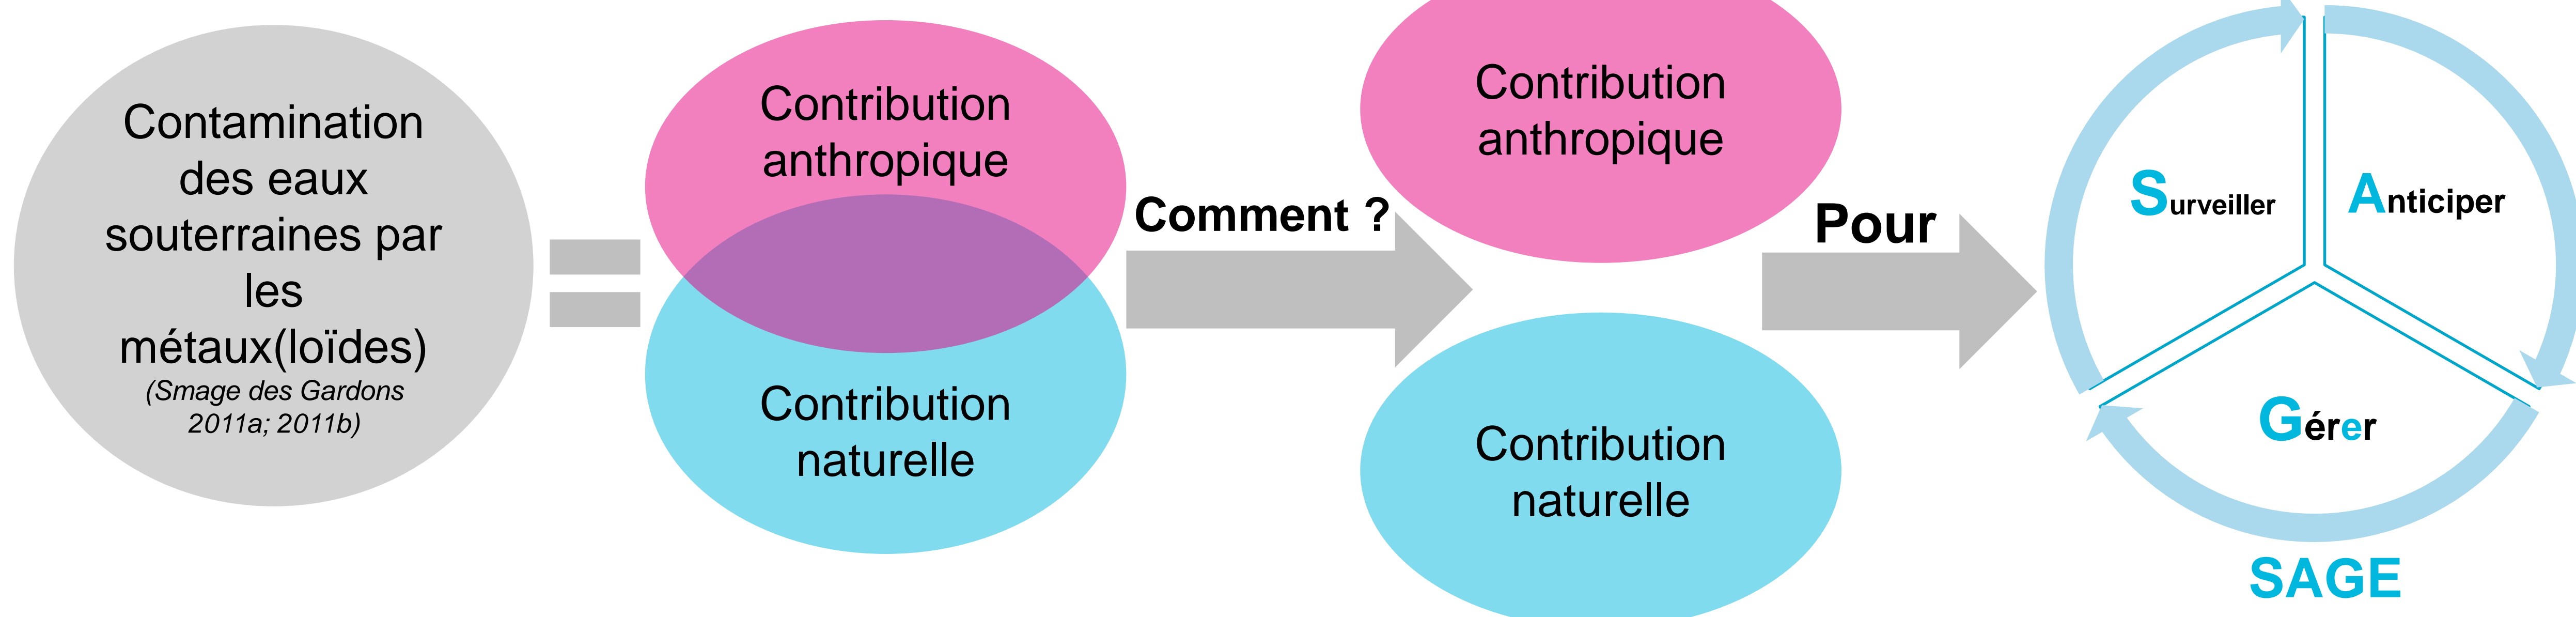 Contamination
des eaux
souterraines par
les
métaux(loïdes)
(Smage des Gardons
2011a; 2011b)
Contribution
anthropique
Contribution
naturelle
Comment ?
Contribution
anthropique
Contribution
naturelle
Pour
Surveiller
Anticiper
Gérer
SAGE